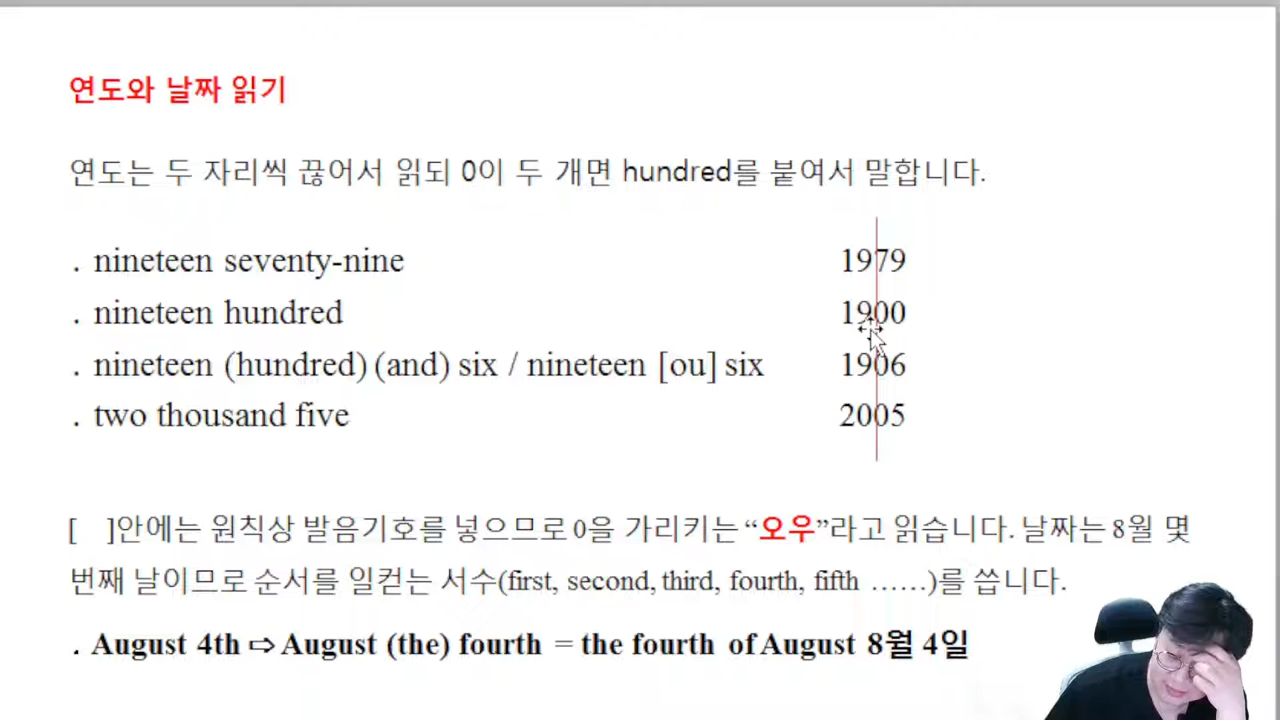 연도와 날짜 읽기
연도는 두 자리씩 끊어서 읽되 0이 두 개면 hundred를 붙여서 말합니다.
. nineteen seventy-nine 1979
. nineteen hundred 1900
. nineteen (hundred) (and) six / nineteen [ou] six 1906
. two thousand five 2005
[ ]안에는 원칙상 발음기호를 넣으므로 0을 가리키는 “오우”라고 읽습니다. 날짜는 8월 몇
번째 날이므로 순서를 일컫는 서수(first, second, third, fourth, fifth ……)를 씁니다.
. August 4th ⇨ August (the) fourth = the fourth of August 8월 4일